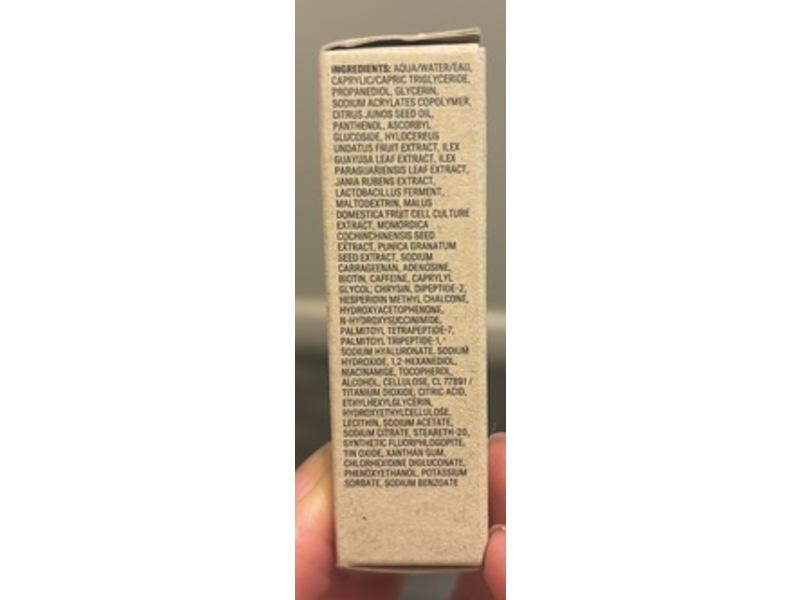 INGREDIENTS: AQUA/WATER/EAU,
CAPRYLIC/CAPRIC TRIGLYCERIDE,
PROPANEDIOL, GLYCERIN,
SODIUM ACRYLATES COPOLYMER,
CITRUS JUNOS SEED OIL,
PANTHENOL, ASCORBYL
GLUCOSIDE, HYLOCEREUS
UNDATUS FRUIT EXTRACT, ILEX
GUAYUSA LEAF EXTRACT, ILEX
PARAGUARIENSIS LEAF EXTRACT,
JANIA RUBENS EXTRACT,
LACTOBACILLUS FERMENT,
MALTODEXTRIN, MALUS
DOMESTICA FRUIT CELL CULTURE
EXTRACT, MOMORDICA
COCHINCHINENSIS SEED
EXTRACT, PUNICA GRANATUM
SEED EXTRACT, SODIUM
CARRAGEENAN, ADENOSINE,
BIOTIN, CAFFEINE, CAPRYLYL
GLYCOL, CHRYSIN, DIPEPTIDE-2,
HESPERIDIN METHYL CHALCONE,
HYDROXYACETOPHENONE,
N-HYDROXYSUCCINIMIDE,
PALMITOYL TETRAPEPTIDE-7,
PALMITOYL TRIPEPTIDE-1,
SODIUM HYALURONATE, SODIUM
HYDROXIDE, 1,2-HEXANEDIOL,
NIACINAMIDE, TOCOPHEROL,
ALCOHOL, CELLULOSE, CL 77891 /
TITANIUM DIOXIDE, CITRIC ACID,
ETHYLHEXYLGLYCERIN,
HYDROXYETHYLCELLULOSE,
LECITHIN, SODIUM ACETATE,
SODIUM CITRATE, STEARETH-20,
SYNTHETIC FLUORPHLOGOPITE,
TIN OXIDE, XANTHAN GUM,
CHLORHEXIDINE DIGLUCONATE,
PHENOXYETHANOL, POTASSIUM
SORBATE, SODIUM BENZOATE